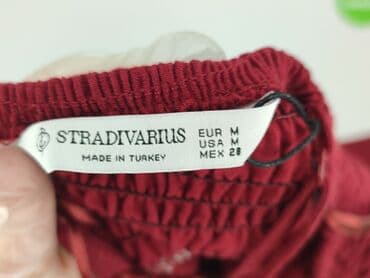 STRADIVARIUS
MADE IN TURKEY
EUR M
USA M
MEX 28